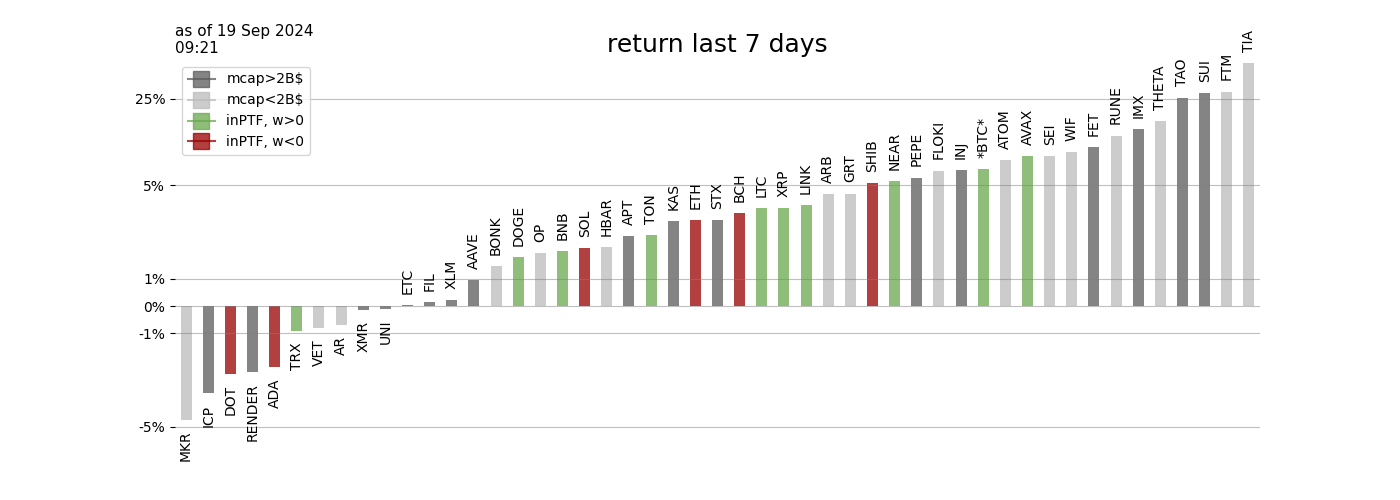 as of 19 Sep 2024
09:21
return last 7 days
mcap>2B$
mcap<2B$
inPTF, w>0
inPTF, w<0
25%
5%
1%
0%
-1%
-5%
MKR
ICP
DOT
RENDER
ADA
TRX
VET
AR
XMR
UNI
ETC
FIL
XLM
AAVE
BONK
DOGE
OP
BNB
SOL
HBAR
APT
TON
KAS
ETH
STX
BCH
LTC
XRP
LINK
ARB
GRT
SHIB
NEAR
PEPE
FLOKI
INJ
*BTC*
ATOM
AVAX
SEI
WIF
FET
RUNE
IMX
THETA
TAO
SUI
FTM
TIA